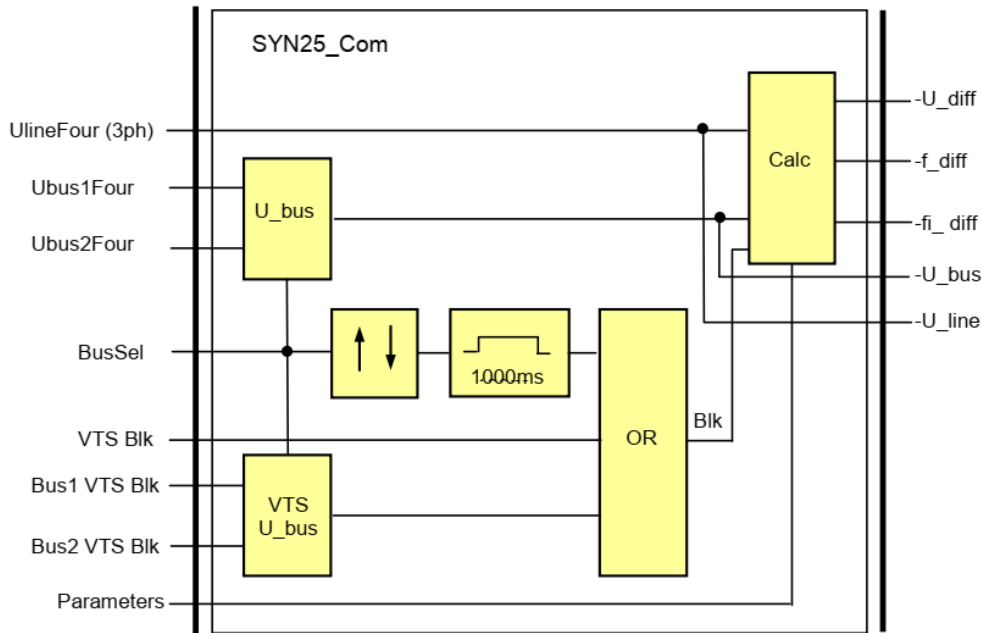 SYN25_Com
-U_diff
UlineFour (3ph)
Calc
-f_diff
Ubus1Four
U_bus
-fi_ diff
Ubus2Four
-U_bus
-U_line
BusSel
1000ms
Blk
VTS Blk
OR
Bus1 VTS Blk
VTS
U_bus
Bus2 VTS Blk
Parameters